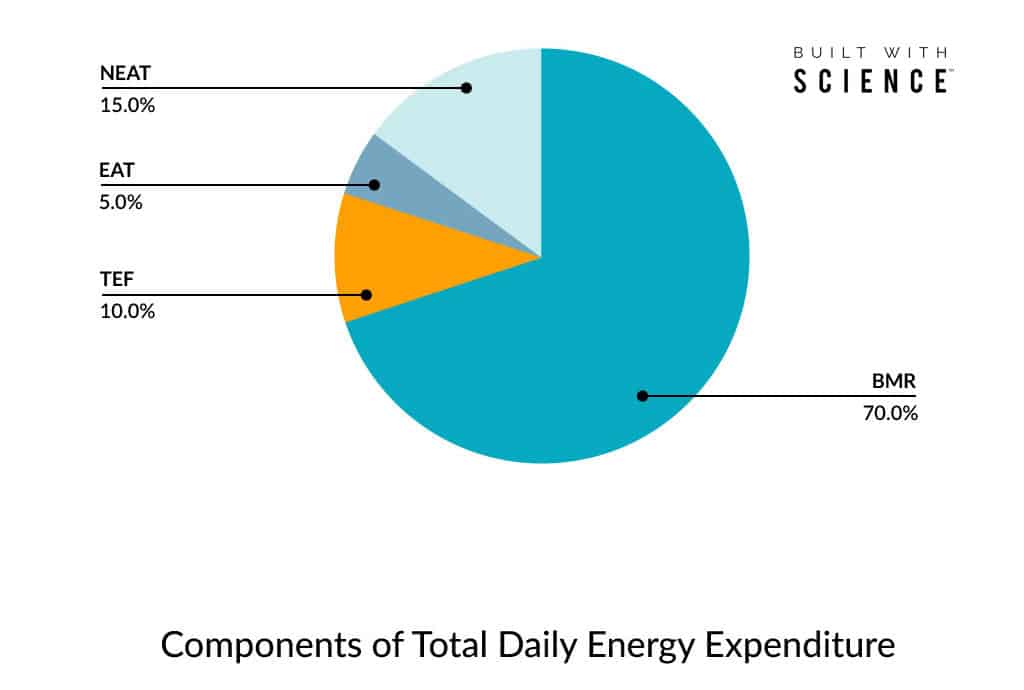 BUILT WITH
SCIENCE™
NEAT
15.0%
EAT
5.0%
TEF
10.0%
BMR
70.0%
Components of Total Daily Energy Expenditure